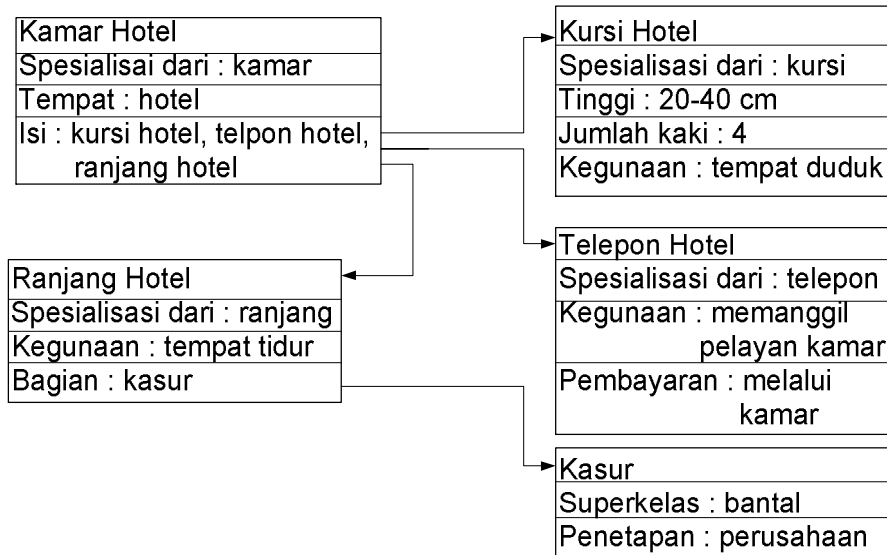 Kamar Hotel
Spesialisai dari : kamar
Tempat : hotel
Isi : kursi hotel, telpon hotel,
ranjang hotel
Kursi Hotel
Spesialisasi dari : kursi
Tinggi : 20-40 cm
Jumlah kaki : 4
Kegunaan : tempat duduk
Ranjang Hotel
Spesialisasi dari : ranjang
Kegunaan : tempat tidur
Bagian : kasur
Telepon Hotel
Spesialisasi dari : telepon
Kegunaan : memanggil
pelayan kamar
Pembayaran : melalui
kamar
Kasur
Superkelas : bantal
Penetapan : perusahaan